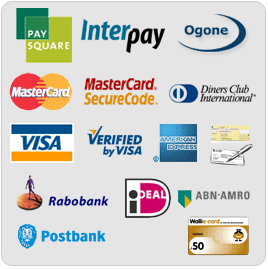 PAY
SQUARE
Interpay
Ogone
MasterCard
MasterCard®
SecureCode™
Diners Club
International®
VISA
VERIFIED
by VISA
AMERICAN
EXPRESS
®
Rabobank
iDEAL
ABN·AMRO
Postbank
Wallie-card
50